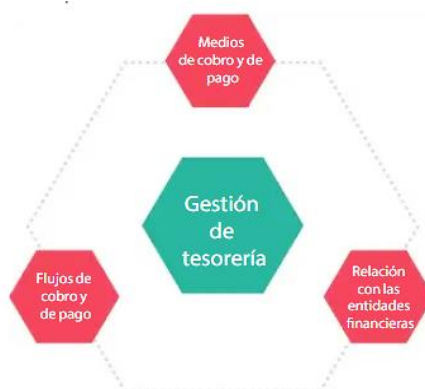 Medios
de cobro y de
pago
Gestión
de
tesorería
Flujos de
cobro y
de pago
Relación
con las
entidades
financieras